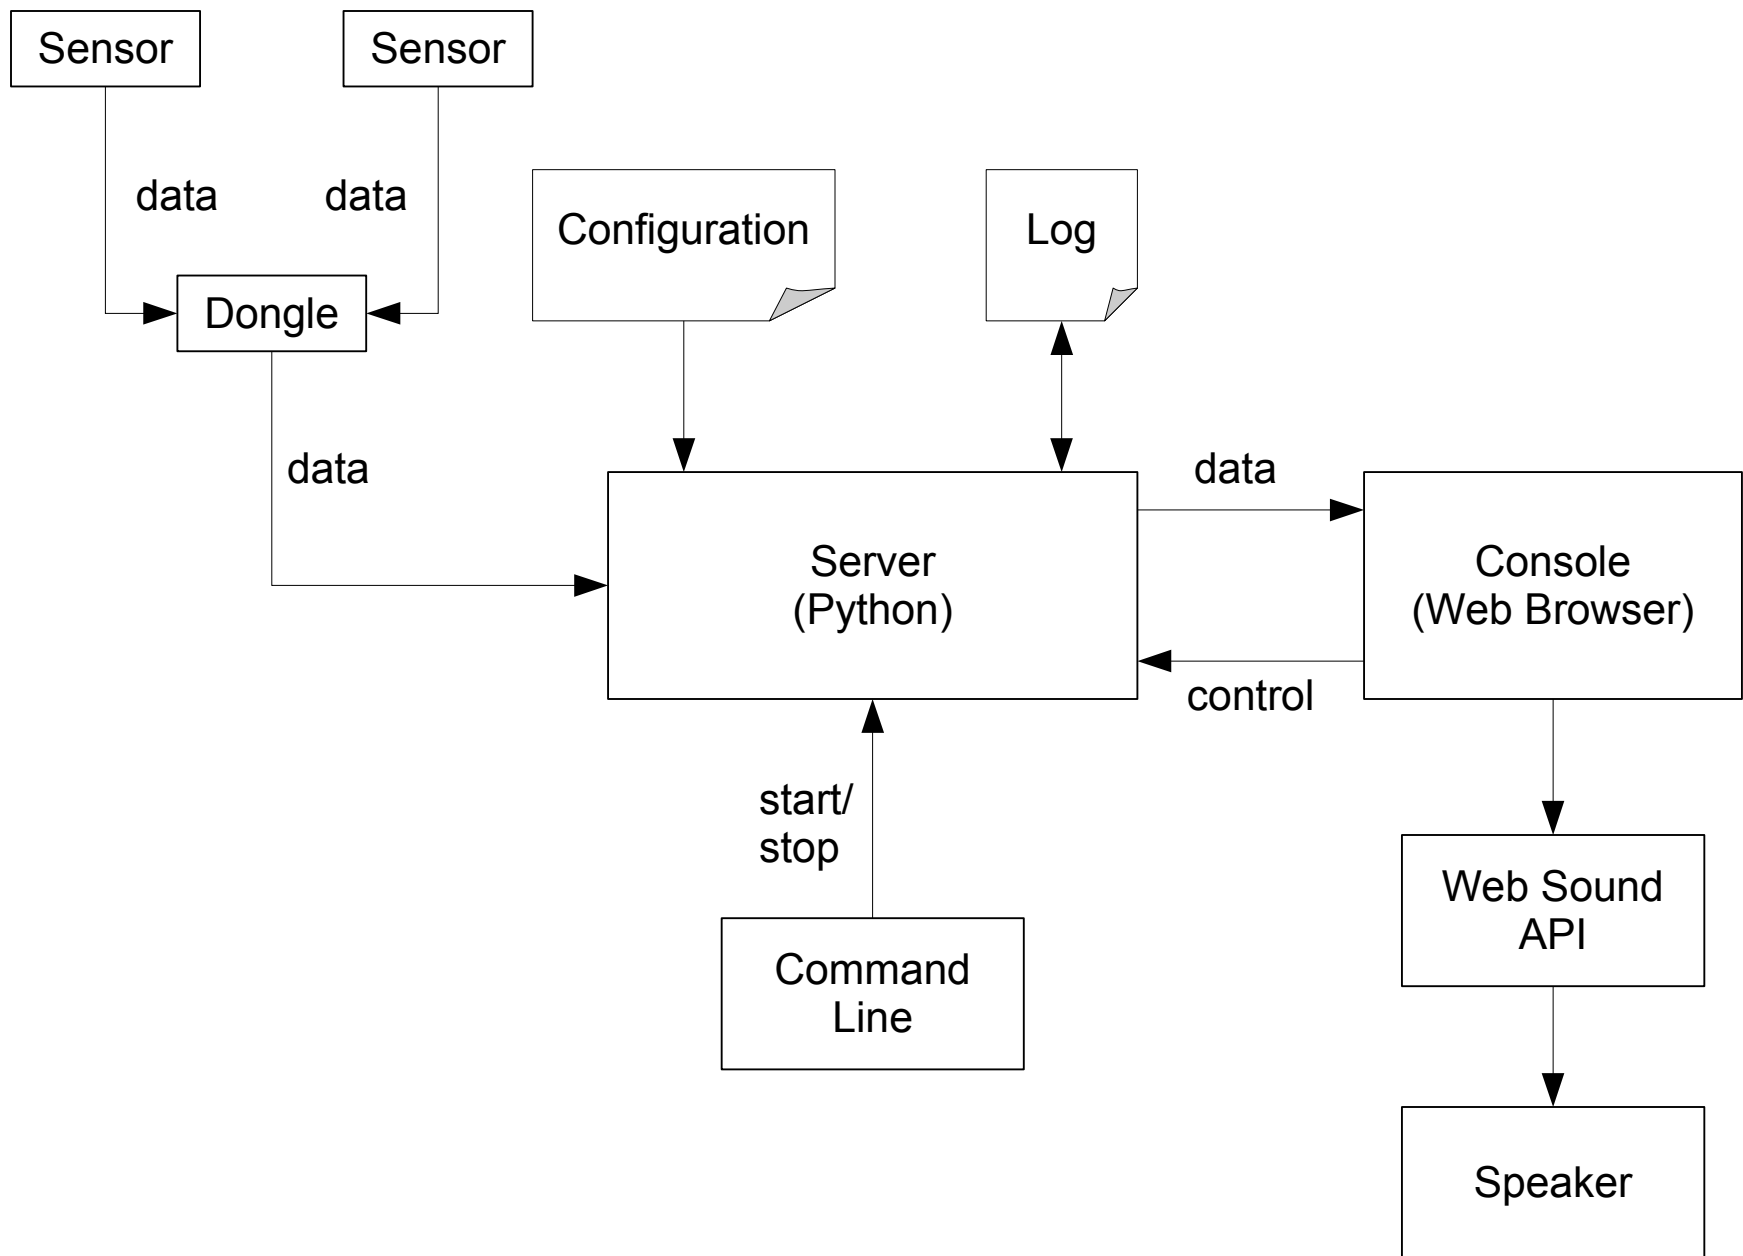 Sensor
Sensor
data
data
Configuration
Log
Dongle
data
data
Server
(Python)
Console
(Web Browser)
control
start/
stop
Web Sound
API
Command
Line
Speaker